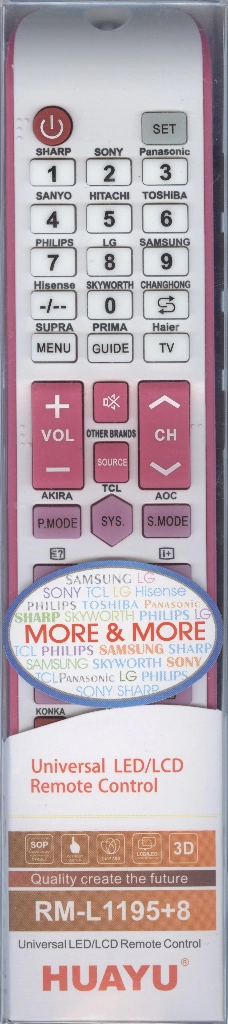 SET
SHARP SONY Panasonic
1 2 3
SANYO HITACHI TOSHIBA
4 5 6
PHILIPS LG SAMSUNG
7 8 9
Hisense SKYWORTH CHANGHONG
-/-- 0
SUPRA PRIMA Haier
MENU GUIDE TV
+
VOL CH
−
OTHER BRANDS
SOURCE
AKIRA TCL AOC
P.MODE SYS. S.MODE
SAMSUNG LG
SONY TCL LG Hisense
PHILIPS TOSHIBA Panasonic
SHARP SKYWORTH PHILIPS LG
MORE & MORE
TCL PHILIPS SAMSUNG SHARP
SAMSUNG SKYWORTH SONY
TCL Panasonic LG PHILIPS
SONY SHARP
KONKA
Universal LED/LCD
Remote Control
SOP 3D
Quality create the future
RM-L1195+8
Universal LED/LCD Remote Control
HUAYU®